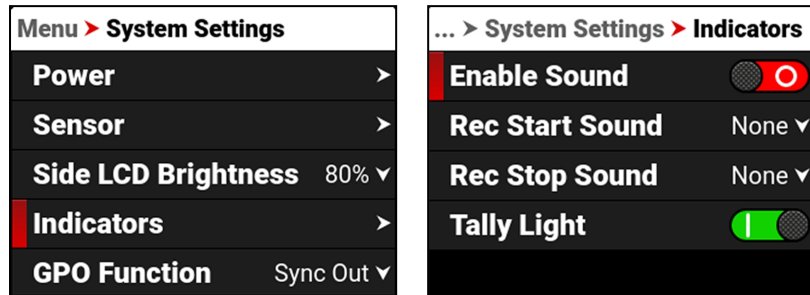 Menu ➤ System Settings
Power ➤
Sensor ➤
Side LCD Brightness 80%
Indicators ➤
GPO Function Sync Out
... ➤ System Settings ➤ Indicators
Enable Sound
Rec Start Sound None
Rec Stop Sound None
Tally Light